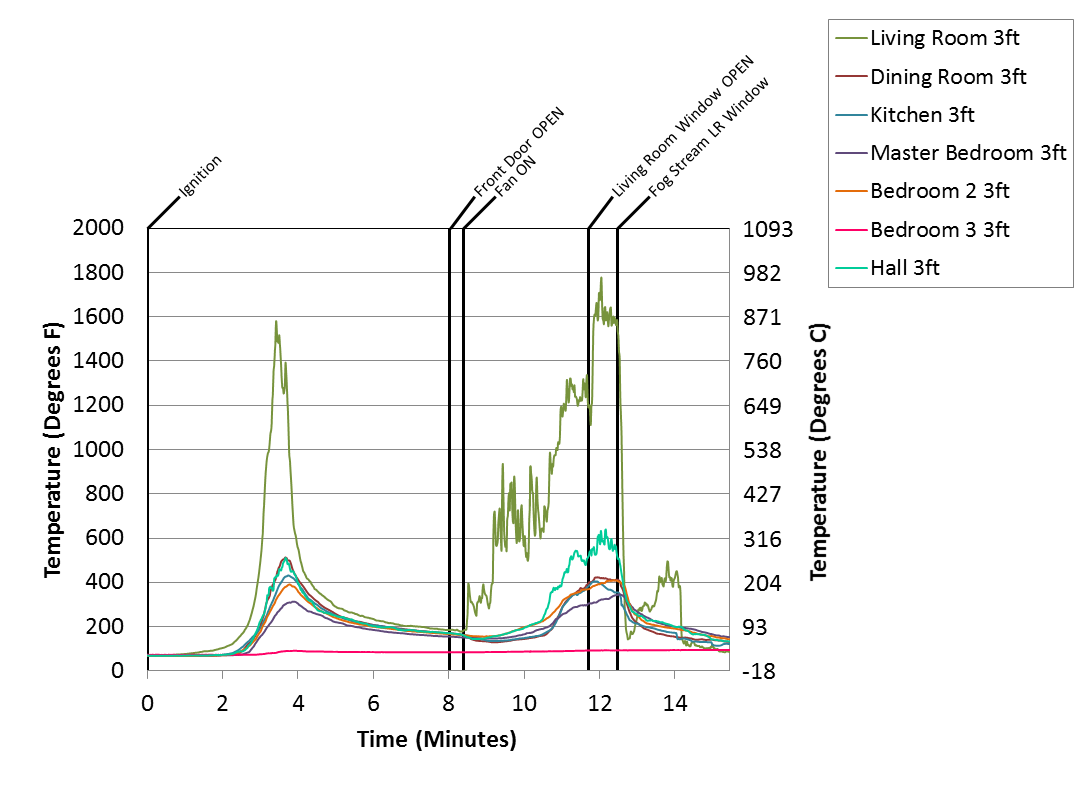 Living Room 3ft
Dining Room 3ft
Kitchen 3ft
Master Bedroom 3ft
Bedroom 2 3ft
Bedroom 3 3ft
Hall 3ft
Ignition
Front Door OPEN
Fan ON
Living Room Window OPEN
Fog Stream LR Window
Temperature (Degrees F)
2000
1800
1600
1400
1200
1000
800
600
400
200
0
1093
982
871
760
649
538
427
316
204
93
-18
Temperature (Degrees C)
0 2 4 6 8 10 12 14
Time (Minutes)